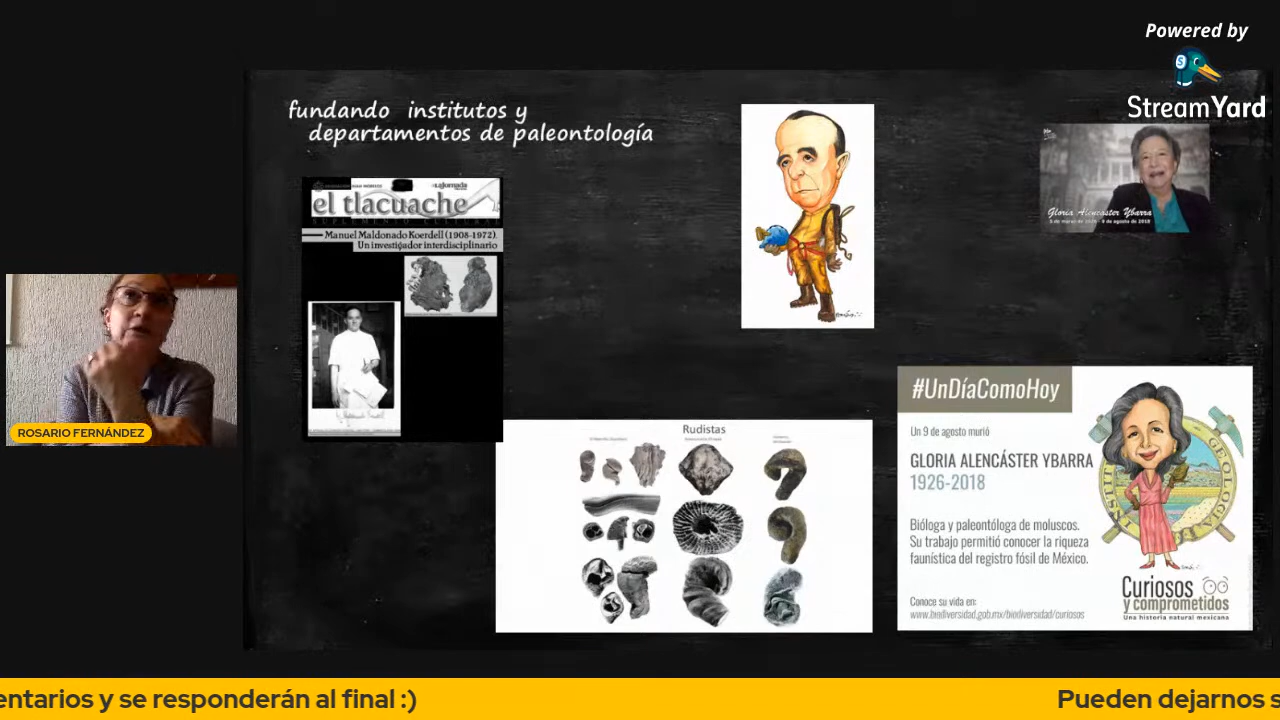 Powered by
StreamYard
fundando institutos y
departamentos de paleontología
laJornada
el tlacuache
SUPLEMENTO CULTURAL
Manuel Maldonado Koerdell (1908-1972).
Un investigador interdisciplinario
Gloria Alencáster Ybarra
ROSARIO FERNÁNDEZ
Rudistas
#UnDíaComoHoy
Un 9 de agosto murió
GLORIA ALENCÁSTER YBARRA
1926-2018
Bióloga y paleontóloga de moluscos.
Su trabajo permitió conocer la riqueza
faunística del registro fósil de México.
Conoce su vida en:
www.biodiversidad.gob.mx/biodiversidad/curiosos
Curiosos
y comprometidos
Una historia natural mexicana
entarios y se responderán al final :)
Pueden dejarnos s